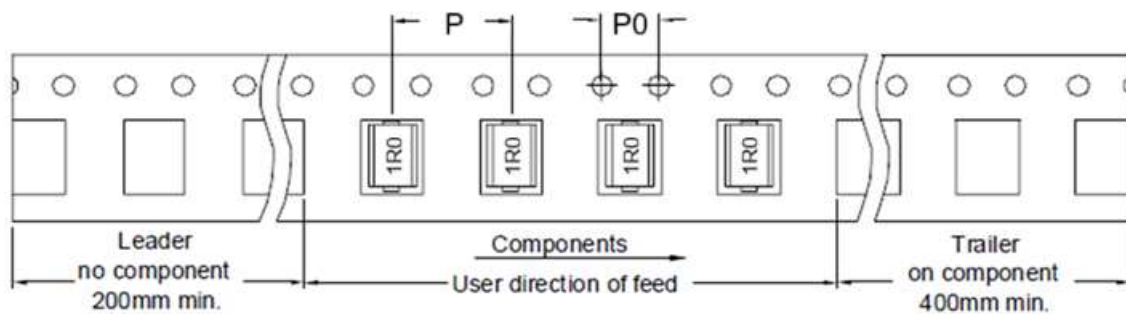 P
P0
1R0
1R0
1R0
1R0
Leader
no component
200mm min.
Components
User direction of feed
Trailer
on component
400mm min.